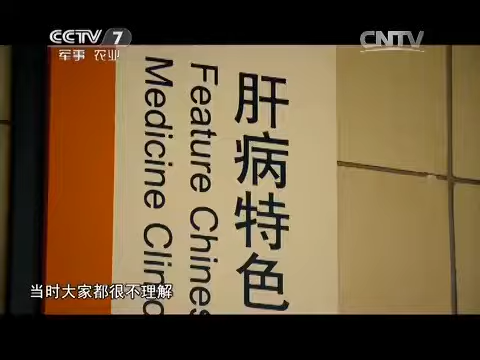 CCTV 7
军事 农业
CNTV
肝病特色
Feature Chines
Medicine Clin
当时大家都很不理解